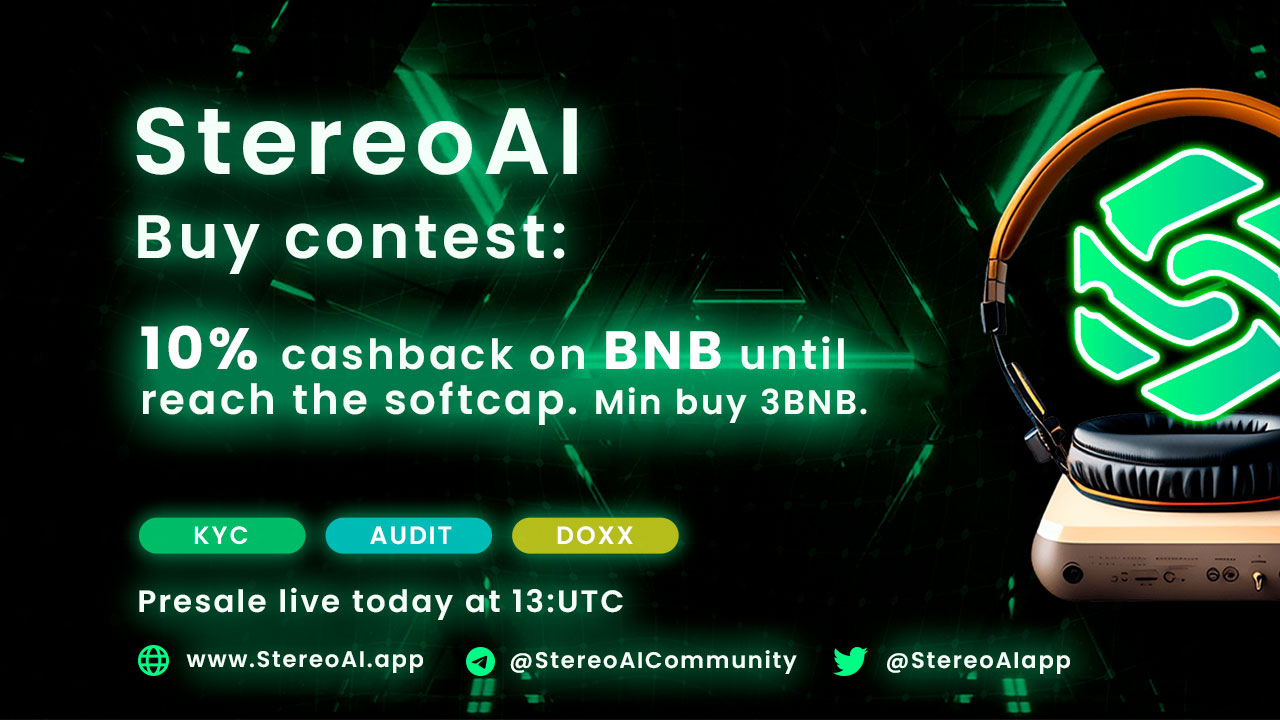 StereoAI
Buy contest:
10% cashback on BNB until
reach the softcap. Min buy 3BNB.
KYC AUDIT DOXX
Presale live today at 13:UTC
www.StereoAI.app @StereoAICommunity @StereoAIapp